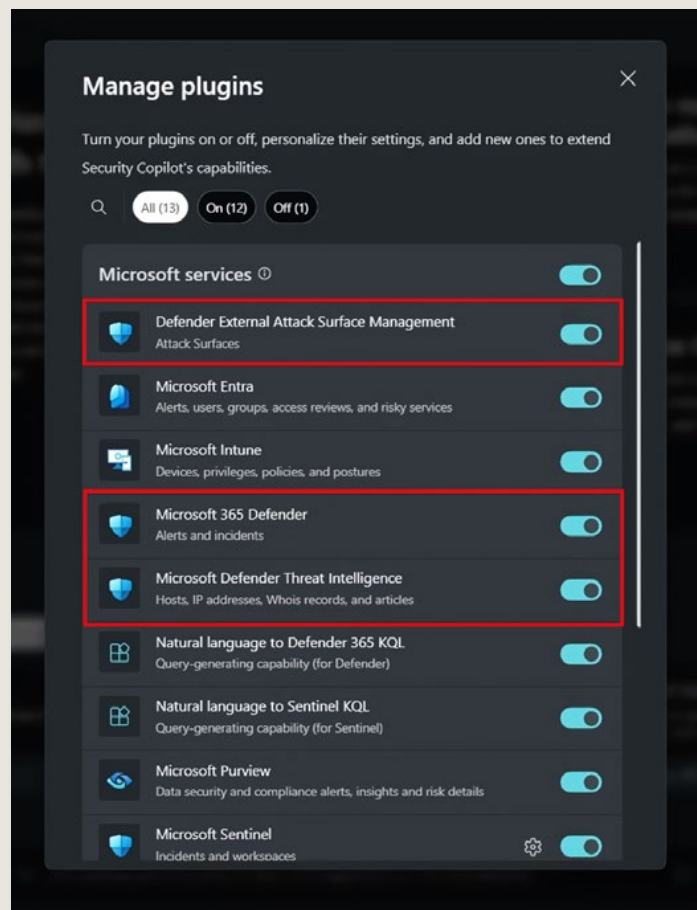 Manage plugins
Turn your plugins on or off, personalize their settings, and add new ones to extend
Security Copilot's capabilities.
All (13) On (12) Off (1)
Microsoft services
Defender External Attack Surface Management
Attack Surfaces
Microsoft Entra
Alerts, users, groups, access reviews, and risky services
Microsoft Intune
Devices, privileges, policies, and postures
Microsoft 365 Defender
Alerts and incidents
Microsoft Defender Threat Intelligence
Hosts, IP addresses, Whois records, and articles
Natural language to Defender 365 KQL
Query-generating capability (for Defender)
Natural language to Sentinel KQL
Query-generating capability (for Sentinel)
Microsoft Purview
Data security and compliance alerts, insights and risk details
Microsoft Sentinel
Incidents and workspaces